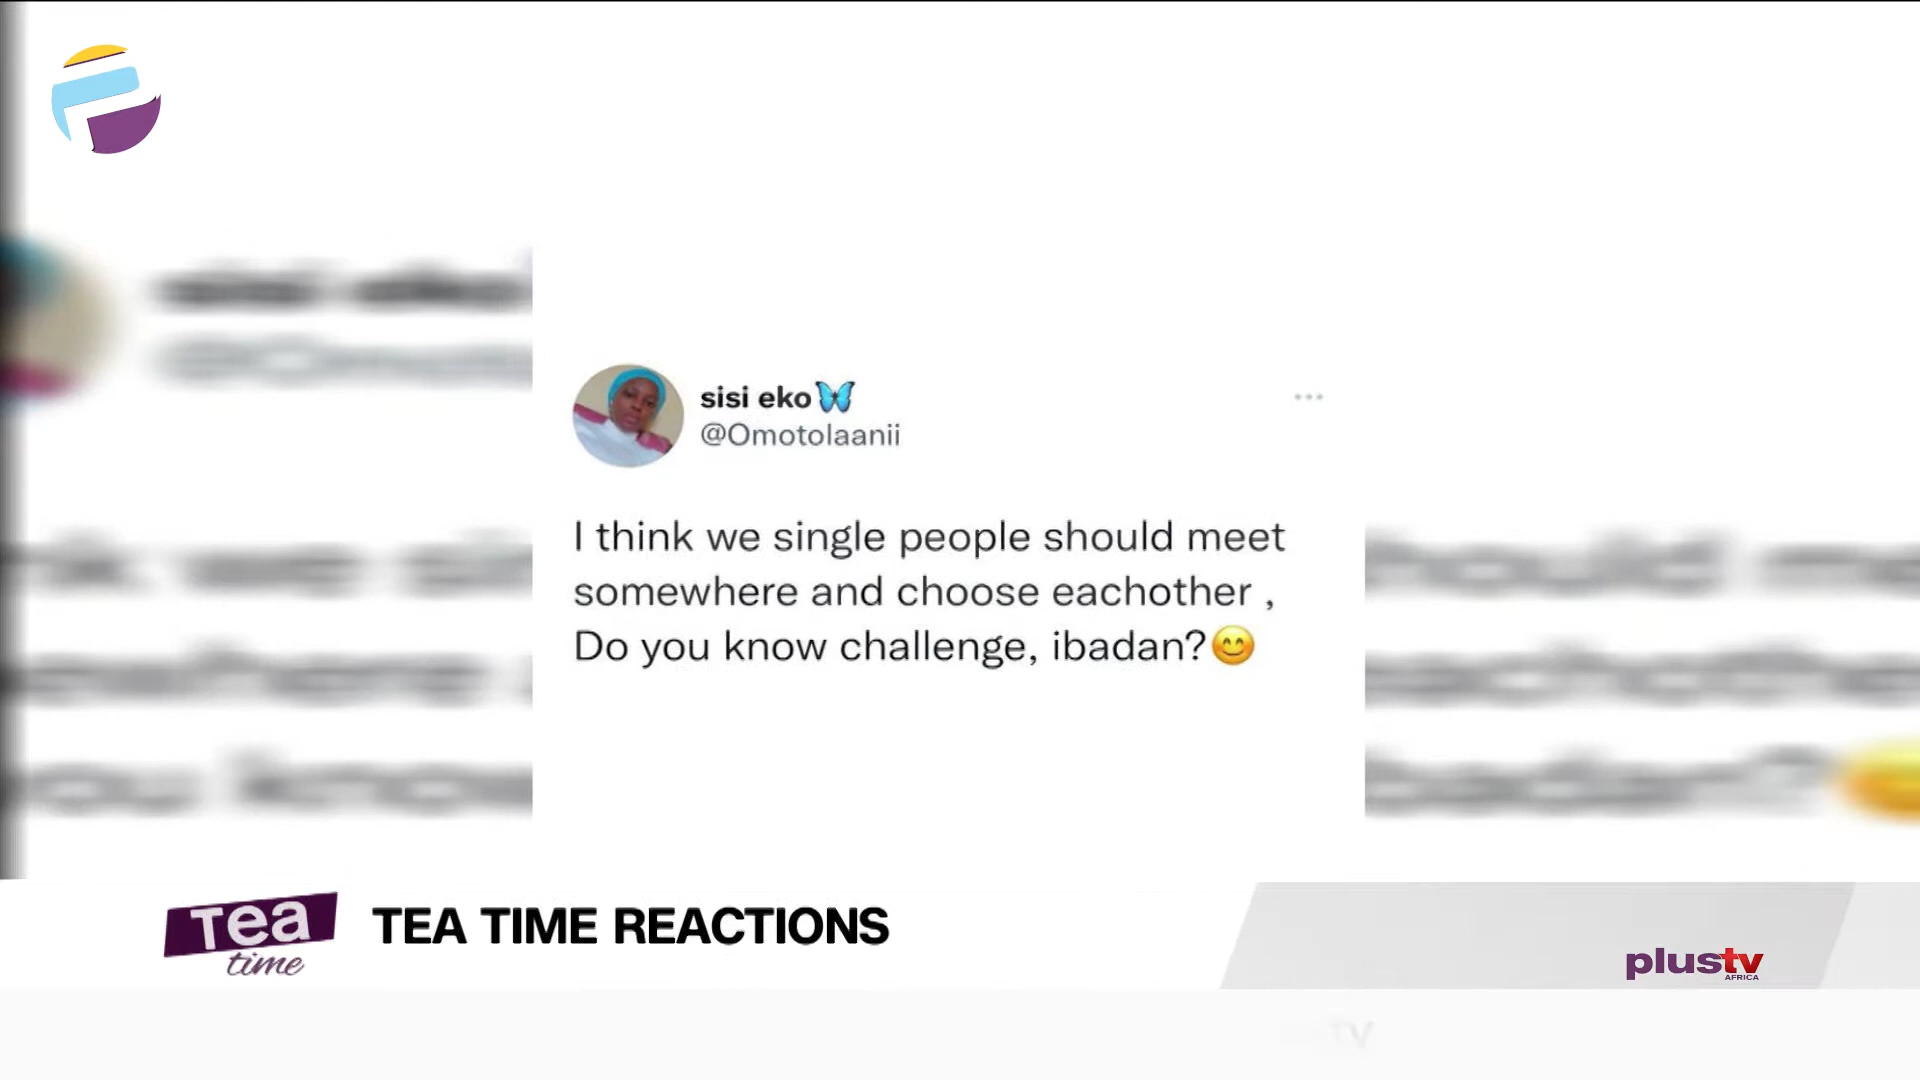 sisi eko🦋
@Omotolaanii
I think we single people should meet
somewhere and choose eachother ,
Do you know challenge, ibadan?😊
Tea
time
TEA TIME REACTIONS
plustv
AFRICA